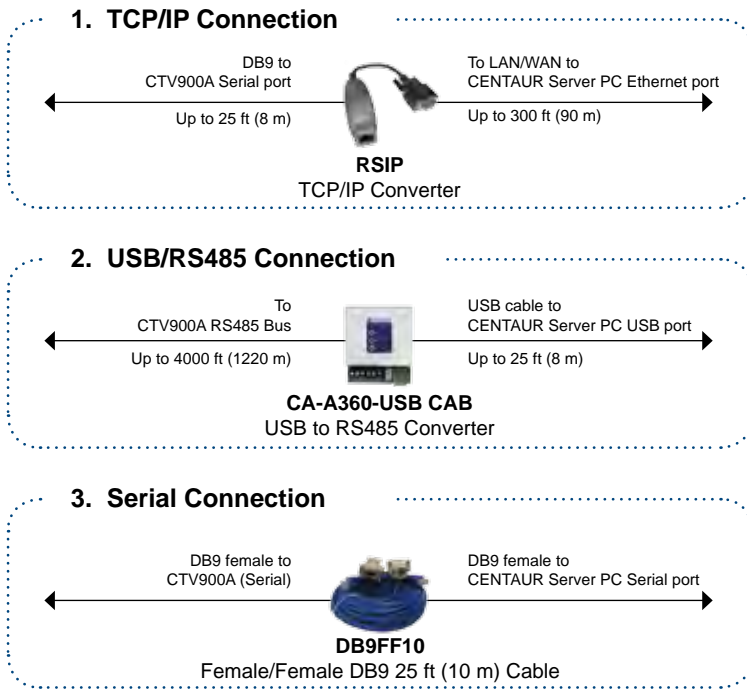 1. TCP/IP Connection
DB9 to
CTV900A Serial port
Up to 25 ft (8 m)
To LAN/WAN to
CENTAUR Server PC Ethernet port
Up to 300 ft (90 m)
RSIP
TCP/IP Converter
2. USB/RS485 Connection
To
CTV900A RS485 Bus
Up to 4000 ft (1220 m)
USB cable to
CENTAUR Server PC USB port
Up to 25 ft (8 m)
CA-A360-USB CAB
USB to RS485 Converter
3. Serial Connection
DB9 female to
CTV900A (Serial)
DB9 female to
CENTAUR Server PC Serial port
DB9FF10
Female/Female DB9 25 ft (10 m) Cable